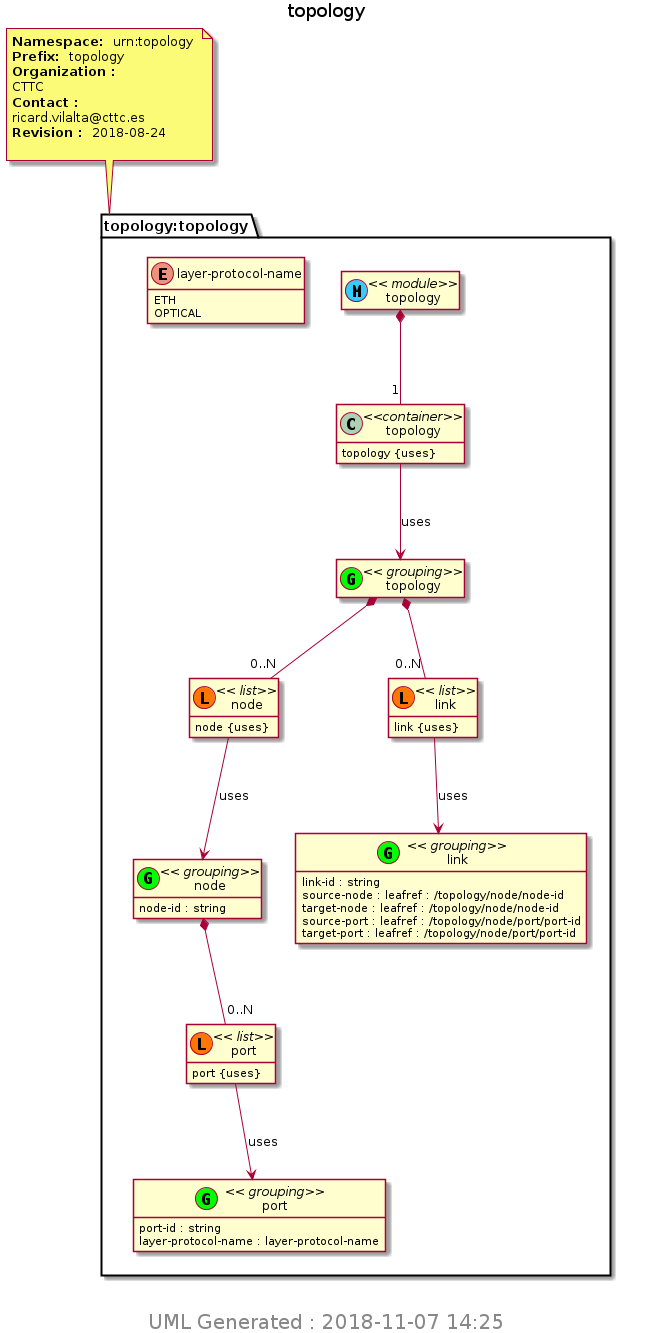 topology
Namespace: urn:topology
Prefix: topology
Organization :
CTTC
Contact :
ricard.vilalta@cttc.es
Revision : 2018-08-24
topology:topology
E layer-protocol-name
ETH
OPTICAL
M << module>>
topology
1
C <<container>>
topology
topology {uses}
uses
G << grouping>>
topology
0..N
0..N
L << list>>
node
node {uses}
L << list>>
link
link {uses}
uses
uses
G << grouping>>
node
node-id : string
G << grouping>>
link
link-id : string
source-node : leafref : /topology/node/node-id
target-node : leafref : /topology/node/node-id
source-port : leafref : /topology/node/port/port-id
target-port : leafref : /topology/node/port/port-id
0..N
L << list>>
port
port {uses}
uses
G << grouping>>
port
port-id : string
layer-protocol-name : layer-protocol-name
UML Generated : 2018-11-07 14:25